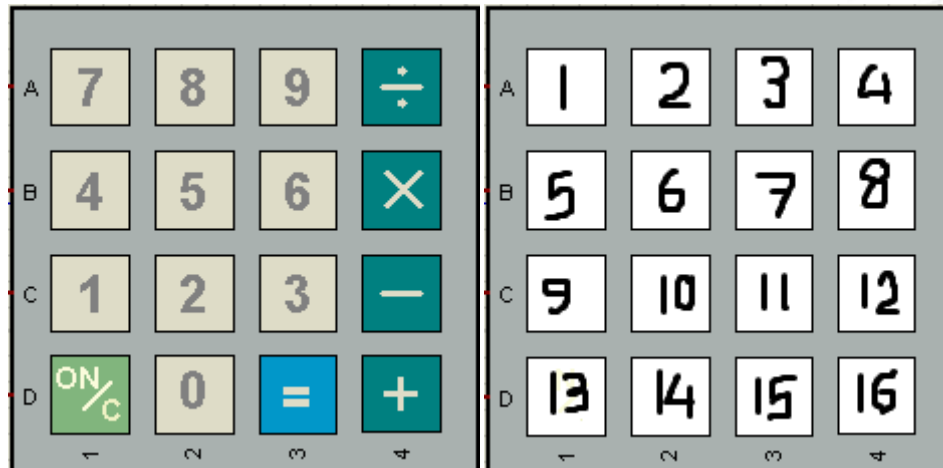 A 7 8 9 ÷
B 4 5 6 ×
C 1 2 3 −
D ON/C 0 = +
1 2 3 4
A 1 2 3 4
B 5 6 7 8
C 9 10 11 12
D 13 14 15 16
1 2 3 4